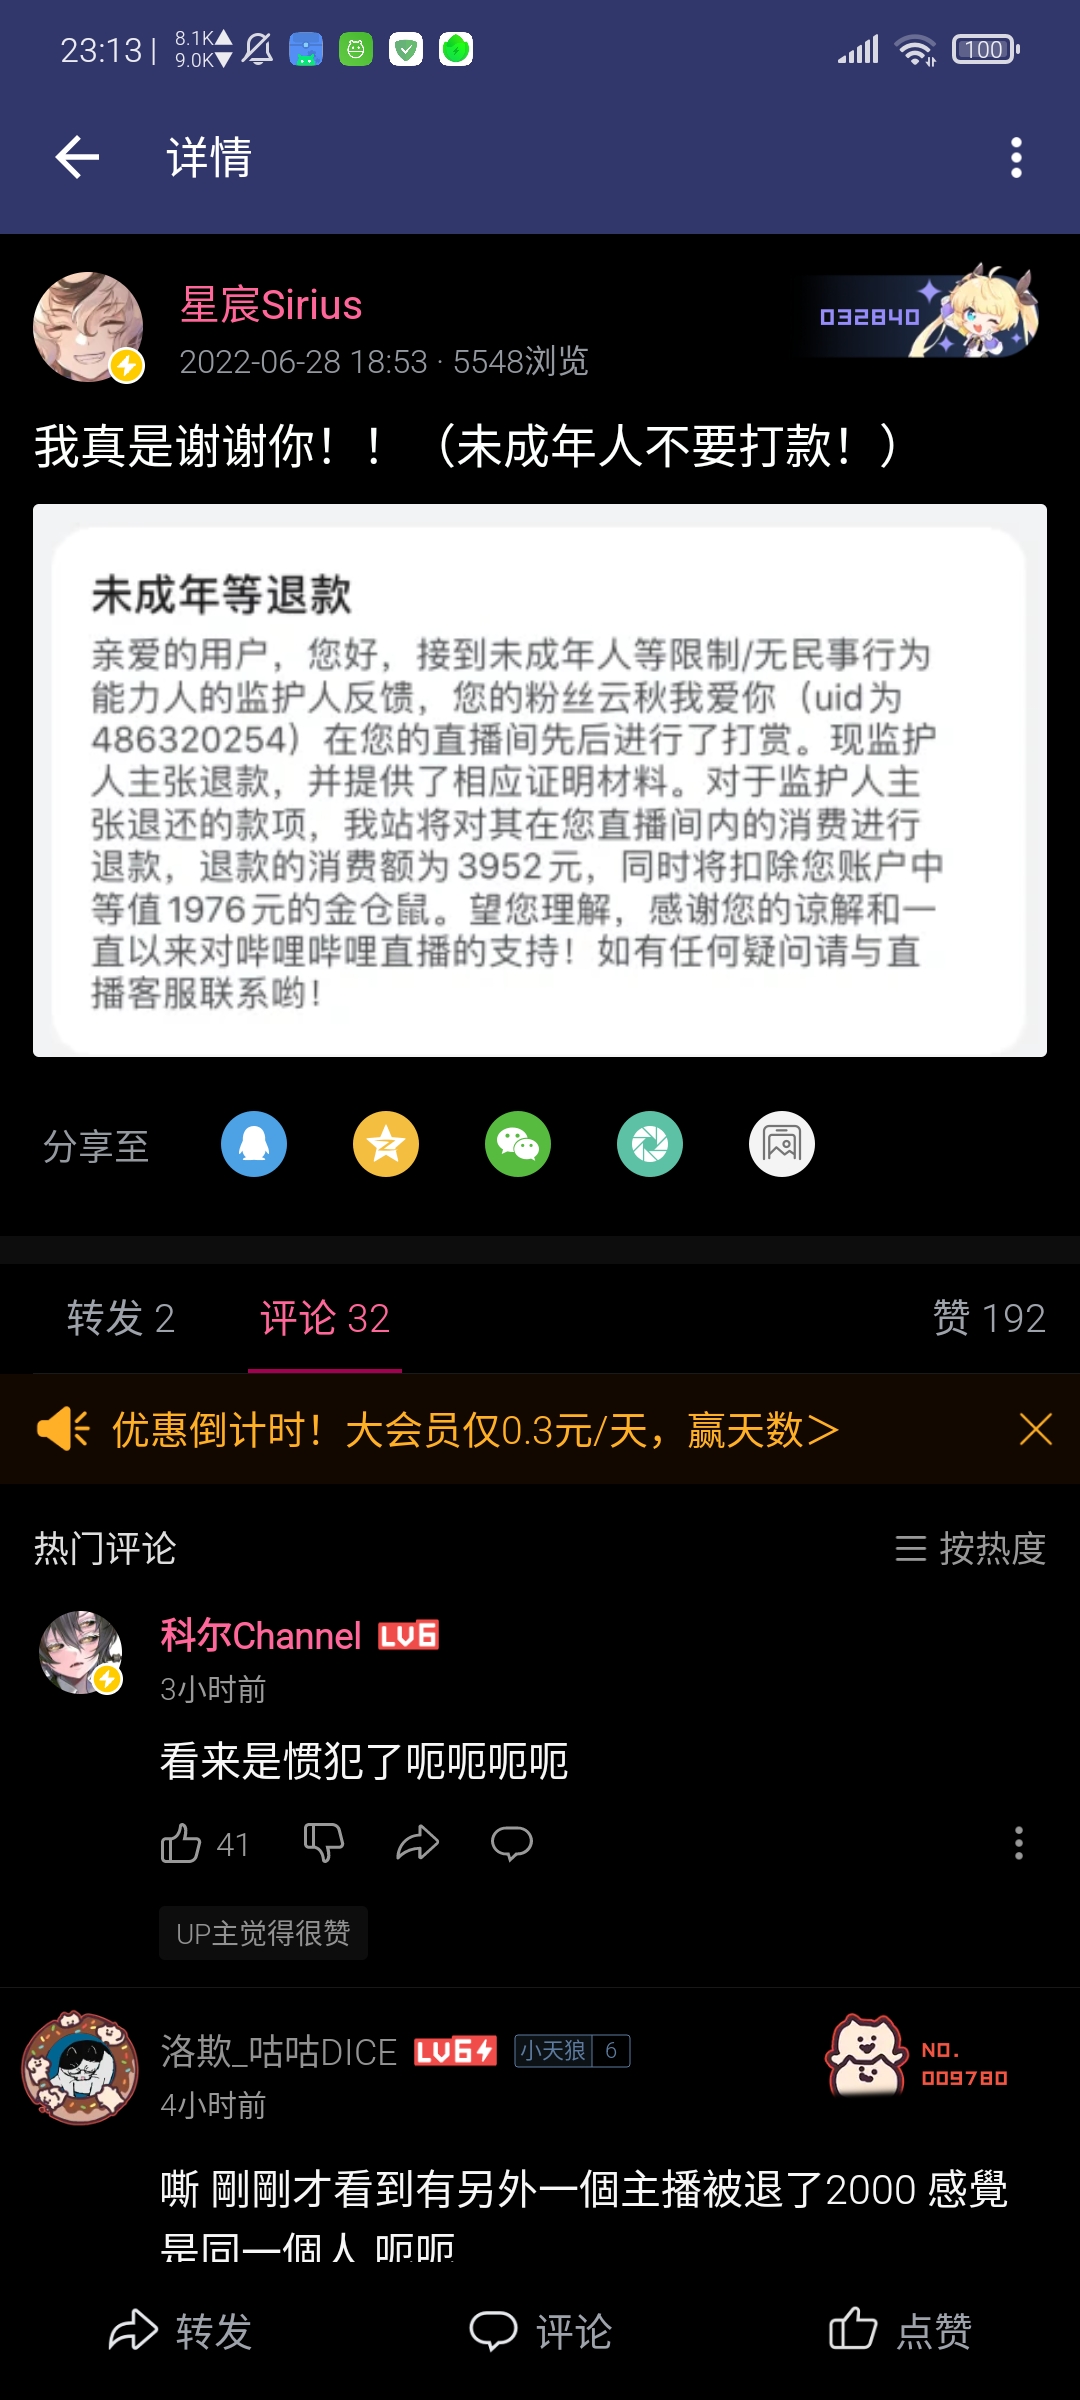 23:13 | 8.1K 9.0K 100
详情
星宸Sirius
2022-06-28 18:53 · 5548浏览
032840
我真是谢谢你！！（未成年人不要打款！）
未成年等退款
亲爱的用户，您好，接到未成年人等限制/无民事行为
能力人的监护人反馈，您的粉丝云秋我爱你（uid为
486320254）在您的直播间先后进行了打赏。现监护
人主张退款，并提供了相应证明材料。对于监护人主
张退还的款项，我站将对其在您直播间内的消费进行
退款，退款的消费额为3952元，同时将扣除您账户中
等值1976元的金仓鼠。望您理解，感谢您的谅解和一
直以来对哔哩哔哩直播的支持！如有任何疑问请与直
播客服联系哟！
分享至
转发 2 评论 32 赞 192
优惠倒计时！大会员仅0.3元/天，赢天数＞
热门评论 按热度
科尔Channel LV6
3小时前
看来是惯犯了呃呃呃呃
41
UP主觉得很赞
洛欺_咕咕DICE LV6 小天狼 6
NO.
009780
4小时前
嘶 剛剛才看到有另外一個主播被退了2000 感覺
是同一個人 呃呃
转发 评论 点赞